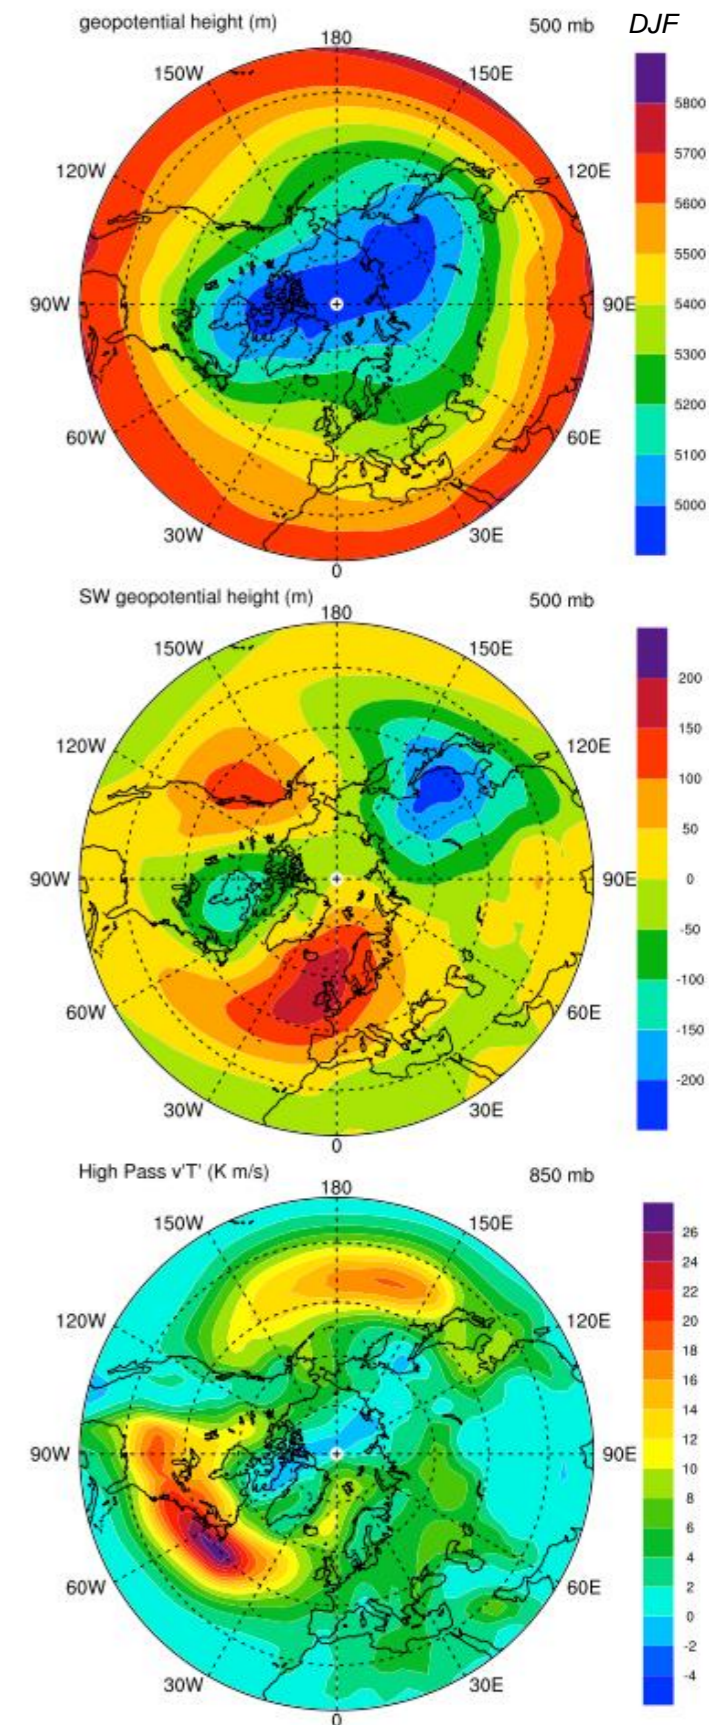 geopotential height (m) 500 mb DJF
180
150W 150E
120W 120E
90W 90E
60W 60E
30W 30E
0
5800
5700
5600
5500
5400
5300
5200
5100
5000
SW geopotential height (m) 500 mb
180
150W 150E
120W 120E
90W 90E
60W 60E
30W 30E
0
200
150
100
50
0
-50
-100
-150
-200
High Pass v'T' (K m/s) 850 mb
180
150W 150E
120W 120E
90W 90E
60W 60E
30W 30E
0
26
24
22
20
18
16
14
12
10
8
6
4
2
0
-2
-4